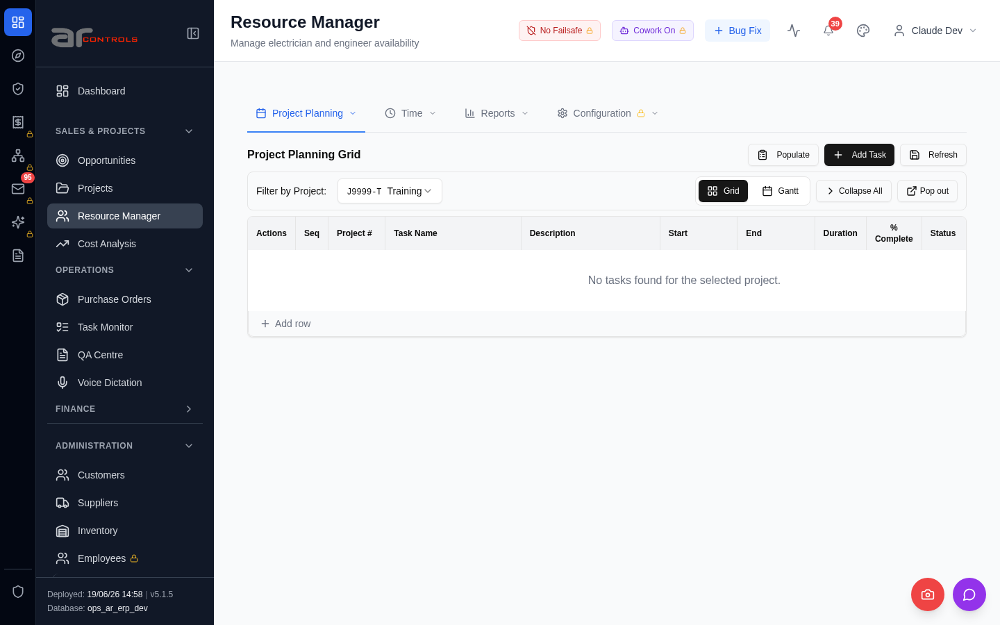 95
ar CONTROLS
Dashboard
SALES & PROJECTS
Opportunities
Projects
Resource Manager
Cost Analysis
OPERATIONS
Purchase Orders
Task Monitor
QA Centre
Voice Dictation
FINANCE
ADMINISTRATION
Customers
Suppliers
Inventory
Employees
Deployed: 19/06/26 14:58 | v5.1.5
Database: ops_ar_erp_dev
Resource Manager
Manage electrician and engineer availability
No Failsafe
Cowork On
Bug Fix
39
Claude Dev
Project Planning
Time
Reports
Configuration
Project Planning Grid
Populate
Add Task
Refresh
Filter by Project:
J9999-T Training
Grid
Gantt
Collapse All
Pop out
Actions
Seq
Project #
Task Name
Description
Start
End
Duration
% Complete
Status
No tasks found for the selected project.
Add row